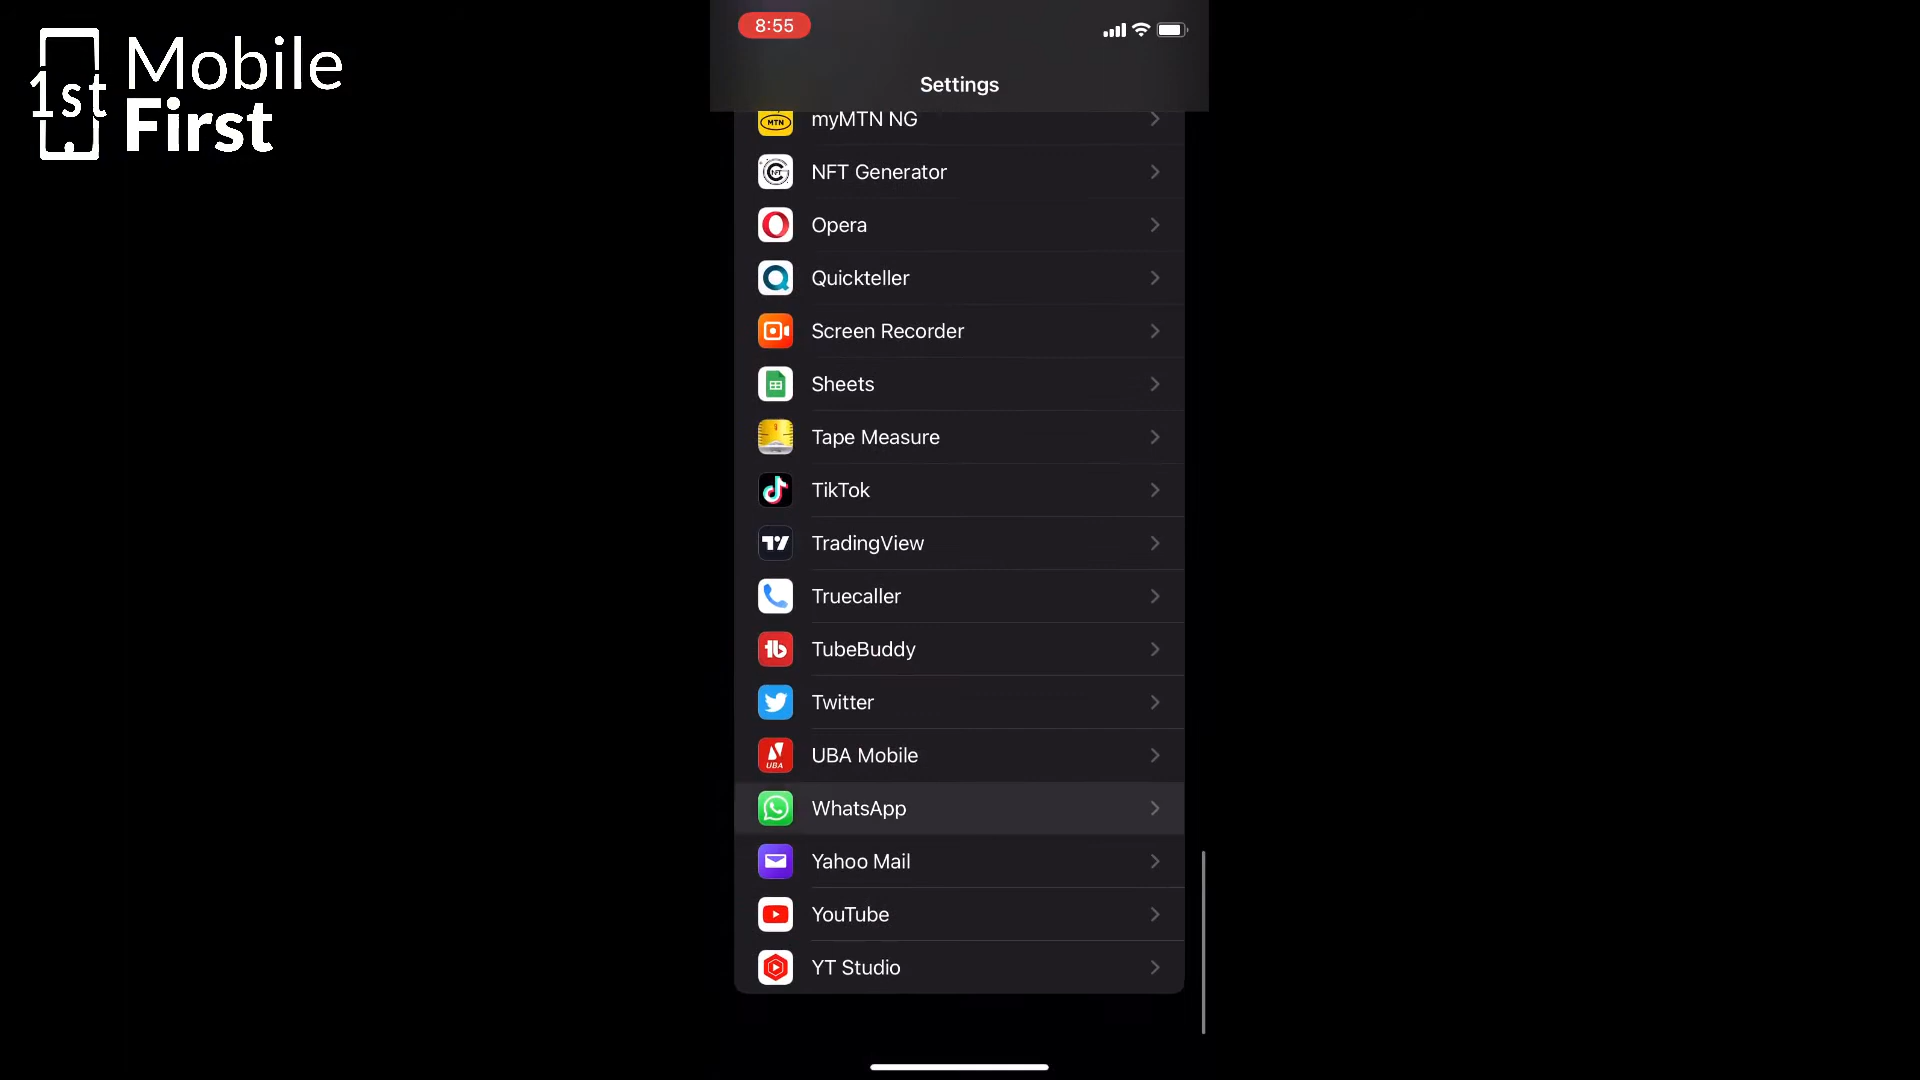 1st
Mobile
First
8:55
Settings
MTN
myMTN NG
NFT Generator
Opera
Quickteller
Screen Recorder
Sheets
Tape Measure
TikTok
TradingView
Truecaller
TubeBuddy
Twitter
UBA
UBA Mobile
WhatsApp
Yahoo Mail
YouTube
YT Studio